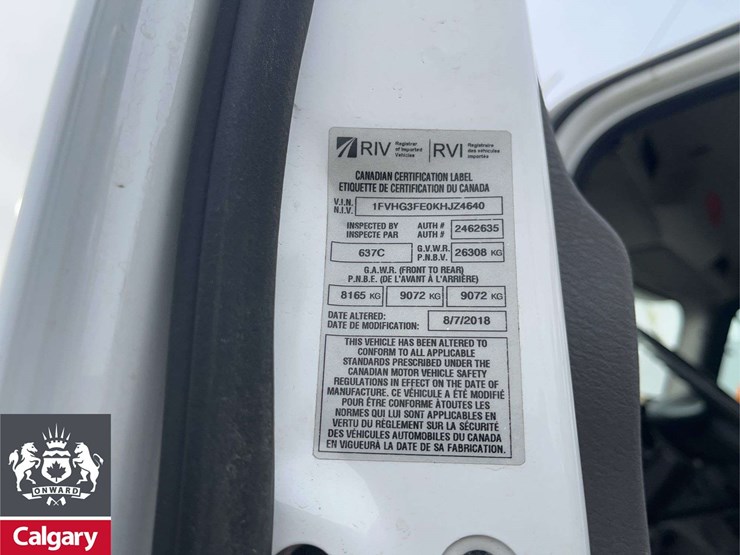 RIV Registrar of Imported Vehicles RVI Registraire des véhicules importés
CANADIAN CERTIFICATION LABEL
ETIQUETTE DE CERTIFICATION DU CANADA
V.I.N. N.I.V. 1FVHG3FE0KHJZ4640
INSPECTED BY AUTH # 2462635
INSPECTE PAR AUTH #
637C G.V.W.R. P.N.B.V. 26308 KG
G.A.W.R. (FRONT TO REAR)
P.N.B.E. (DE L'AVANT À L'ARRIÈRE)
8165 KG 9072 KG 9072 KG
DATE ALTERED: 8/7/2018
DATE DE MODIFICATION:
THIS VEHICLE HAS BEEN ALTERED TO
CONFORM TO ALL APPLICABLE
STANDARDS PRESCRIBED UNDER THE
CANADIAN MOTOR VEHICLE SAFETY
REGULATIONS IN EFFECT ON THE DATE OF
MANUFACTURE. CE VÉHICULE A ÉTÉ MODIFIÉ
POUR ÊTRE CONFORME ÀTOUTES LES
NORMES QUI LUI SONT APPLICABLES EN
VERTU DU RÈGLEMENT SUR LA SÉCURITÉ
DES VÉHICULES AUTOMOBILES DU CANADA
EN VIGUEURÀ LA DATE DE SA FABRICATION.
ONWARD
Calgary